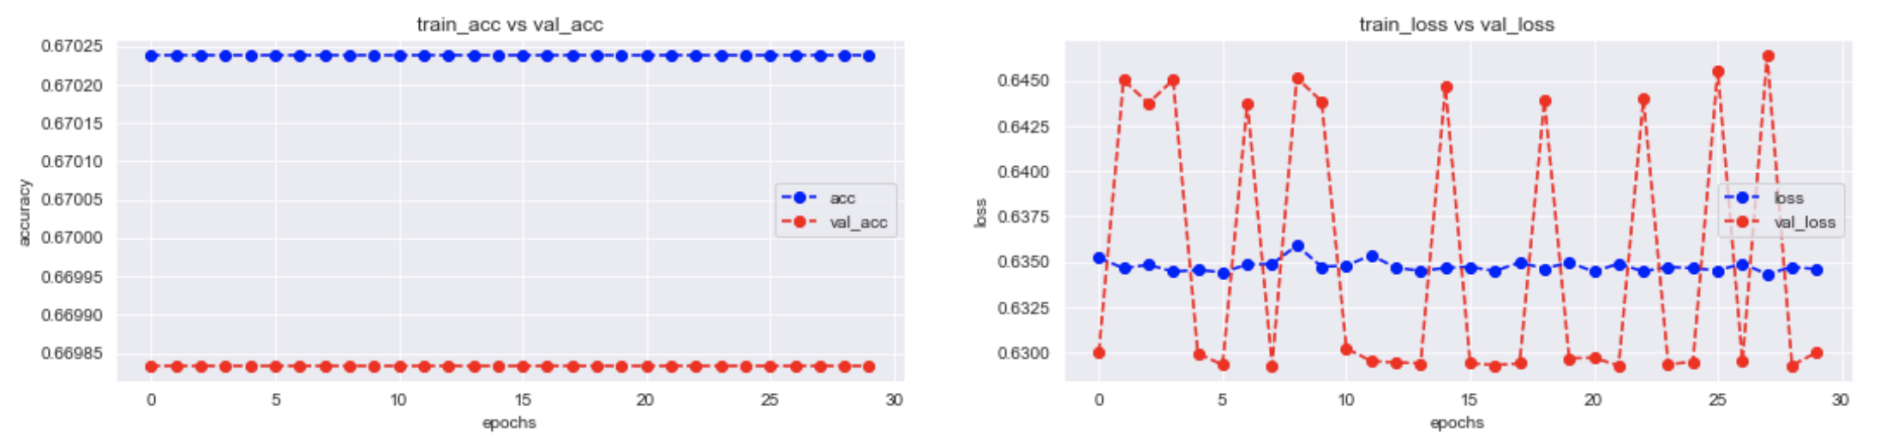 train_acc vs val_acc
0.67025
0.67020
0.67015
0.67010
0.67005
0.67000
0.66995
0.66990
0.66985
accuracy
acc
val_acc
0 5 10 15 20 25 30
epochs
train_loss vs val_loss
0.6450
0.6425
0.6400
0.6375
0.6350
0.6325
0.6300
loss
loss
val_loss
0 5 10 15 20 25 30
epochs